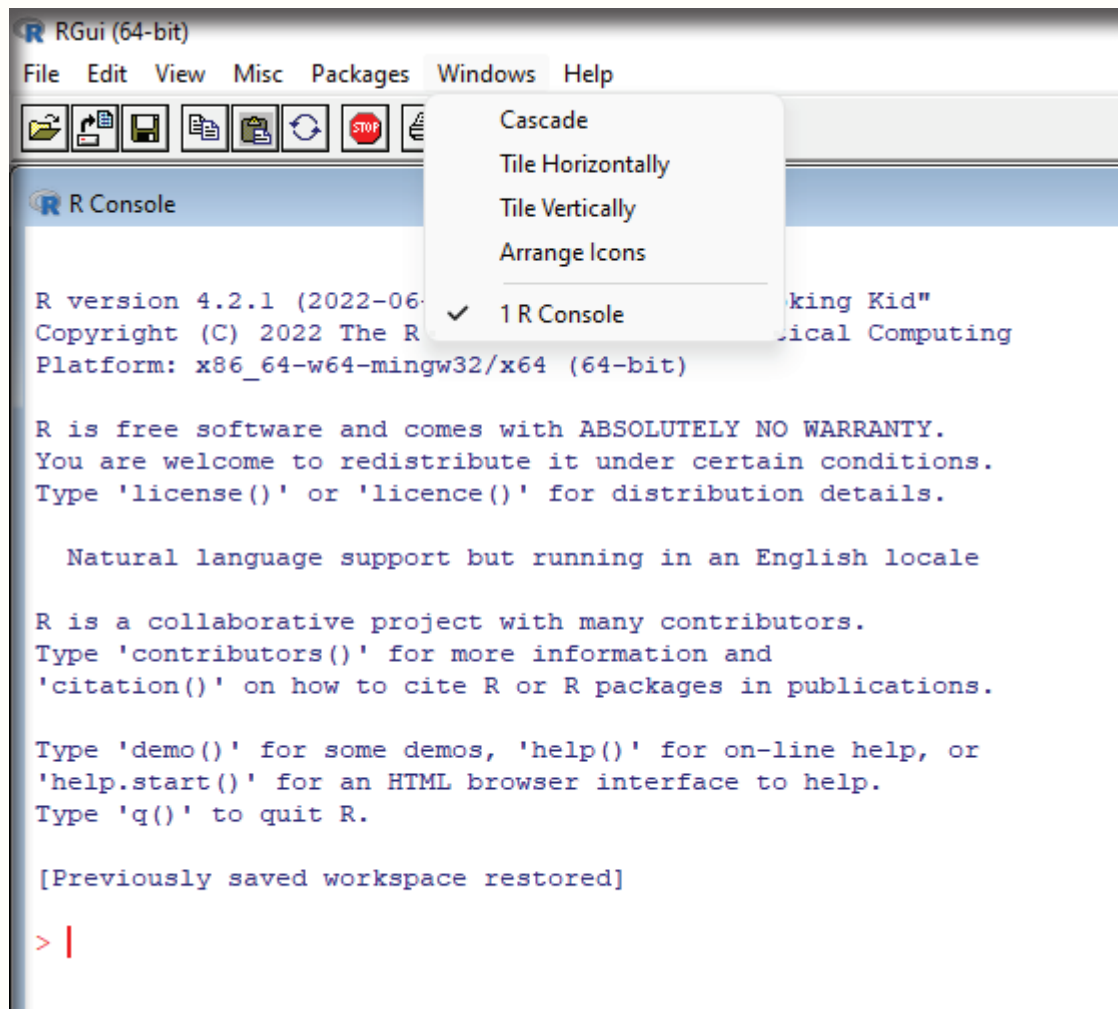 RGui (64-bit)
File Edit View Misc Packages Windows Help
STOP
Cascade
Tile Horizontally
Tile Vertically
Arrange Icons
1 R Console
R Console
R version 4.2.1 (2022-06- king Kid"
Copyright (C) 2022 The R ical Computing
Platform: x86_64-w64-mingw32/x64 (64-bit)
R is free software and comes with ABSOLUTELY NO WARRANTY.
You are welcome to redistribute it under certain conditions.
Type 'license()' or 'licence()' for distribution details.
Natural language support but running in an English locale
R is a collaborative project with many contributors.
Type 'contributors()' for more information and
'citation()' on how to cite R or R packages in publications.
Type 'demo()' for some demos, 'help()' for on-line help, or
'help.start()' for an HTML browser interface to help.
Type 'q()' to quit R.
[Previously saved workspace restored]
>